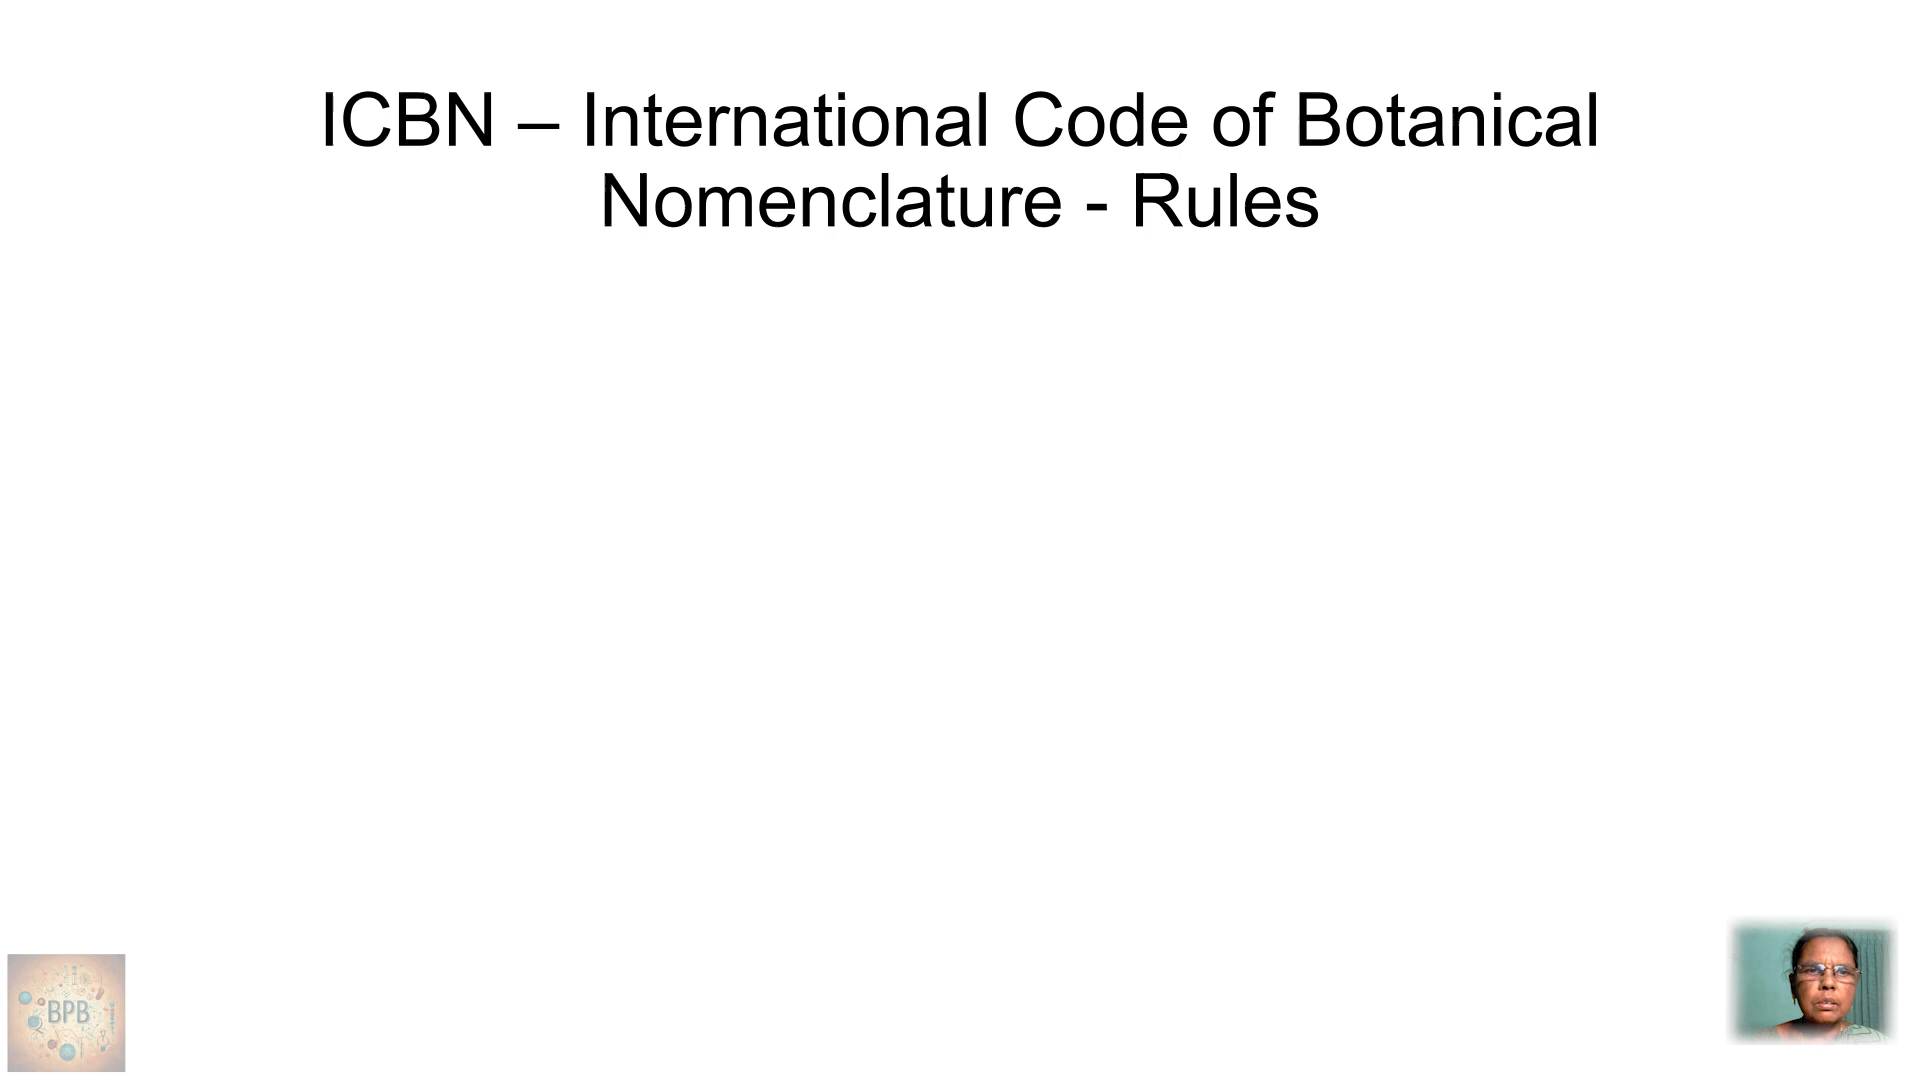 ICBN – International Code of Botanical
Nomenclature - Rules
BPB